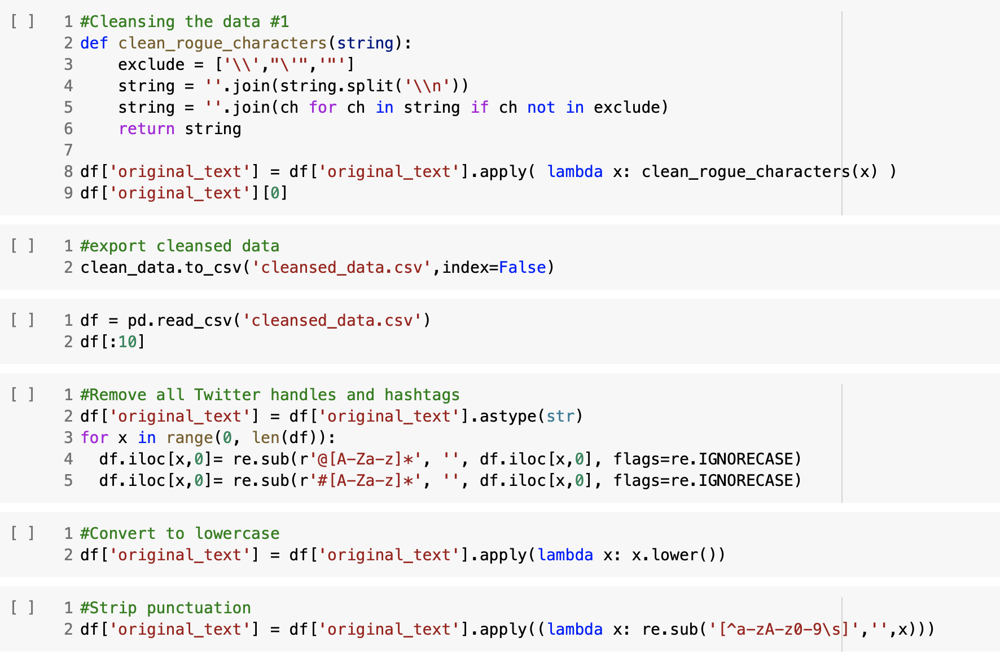 [ ] 1 #Cleansing the data #1
2 def clean_rogue_characters(string):
3     exclude = ['\\',"\'",'"']
4     string = ''.join(string.split('\\n'))
5     string = ''.join(ch for ch in string if ch not in exclude)
6     return string
7
8 df['original_text'] = df['original_text'].apply( lambda x: clean_rogue_characters(x) )
9 df['original_text'][0]
[ ] 1 #export cleansed data
2 clean_data.to_csv('cleansed_data.csv',index=False)
[ ] 1 df = pd.read_csv('cleansed_data.csv')
2 df[:10]
[ ] 1 #Remove all Twitter handles and hashtags
2 df['original_text'] = df['original_text'].astype(str)
3 for x in range(0, len(df)):
4   df.iloc[x,0]= re.sub(r'@[A-Za-z]*', '', df.iloc[x,0], flags=re.IGNORECASE)
5   df.iloc[x,0]= re.sub(r'#[A-Za-z]*', '', df.iloc[x,0], flags=re.IGNORECASE)
[ ] 1 #Convert to lowercase
2 df['original_text'] = df['original_text'].apply(lambda x: x.lower())
[ ] 1 #Strip punctuation
2 df['original_text'] = df['original_text'].apply((lambda x: re.sub('[^a-zA-z0-9\s]','',x)))